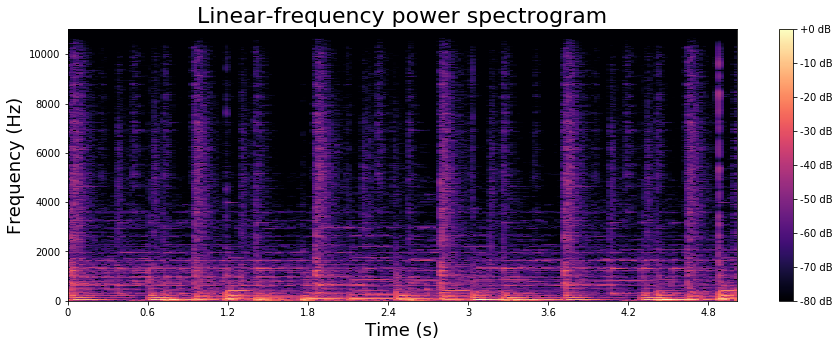 Linear-frequency power spectrogram
Frequency (Hz)
10000
8000
6000
4000
2000
0
0 0.6 1.2 1.8 2.4 3 3.6 4.2 4.8
Time (s)
+0 dB
-10 dB
-20 dB
-30 dB
-40 dB
-50 dB
-60 dB
-70 dB
-80 dB